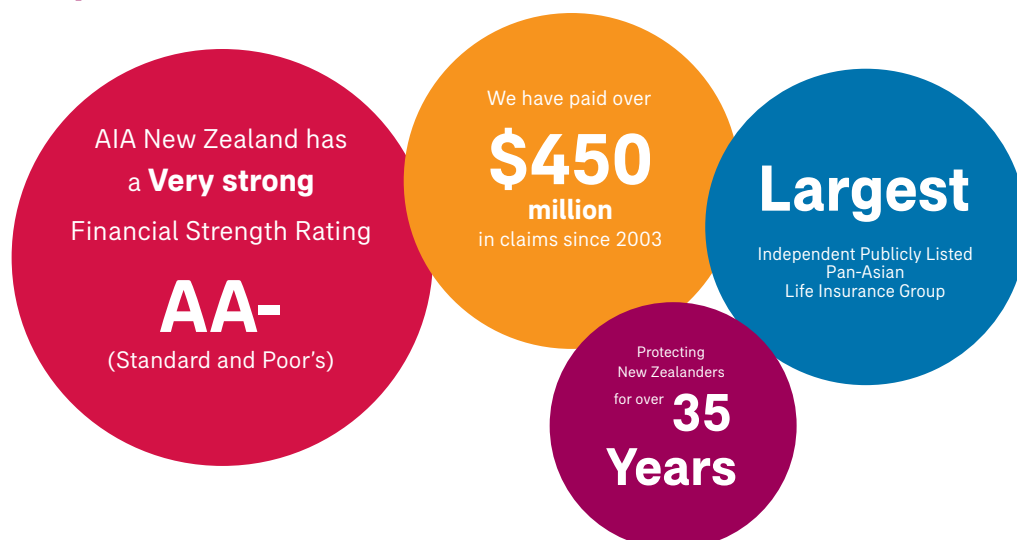 AIA New Zealand has
a Very strong
Financial Strength Rating
AA-
(Standard and Poor's)
We have paid over
$450
million
in claims since 2003
Largest
Independent Publicly Listed
Pan-Asian
Life Insurance Group
Protecting
New Zealanders
for over 35
Years